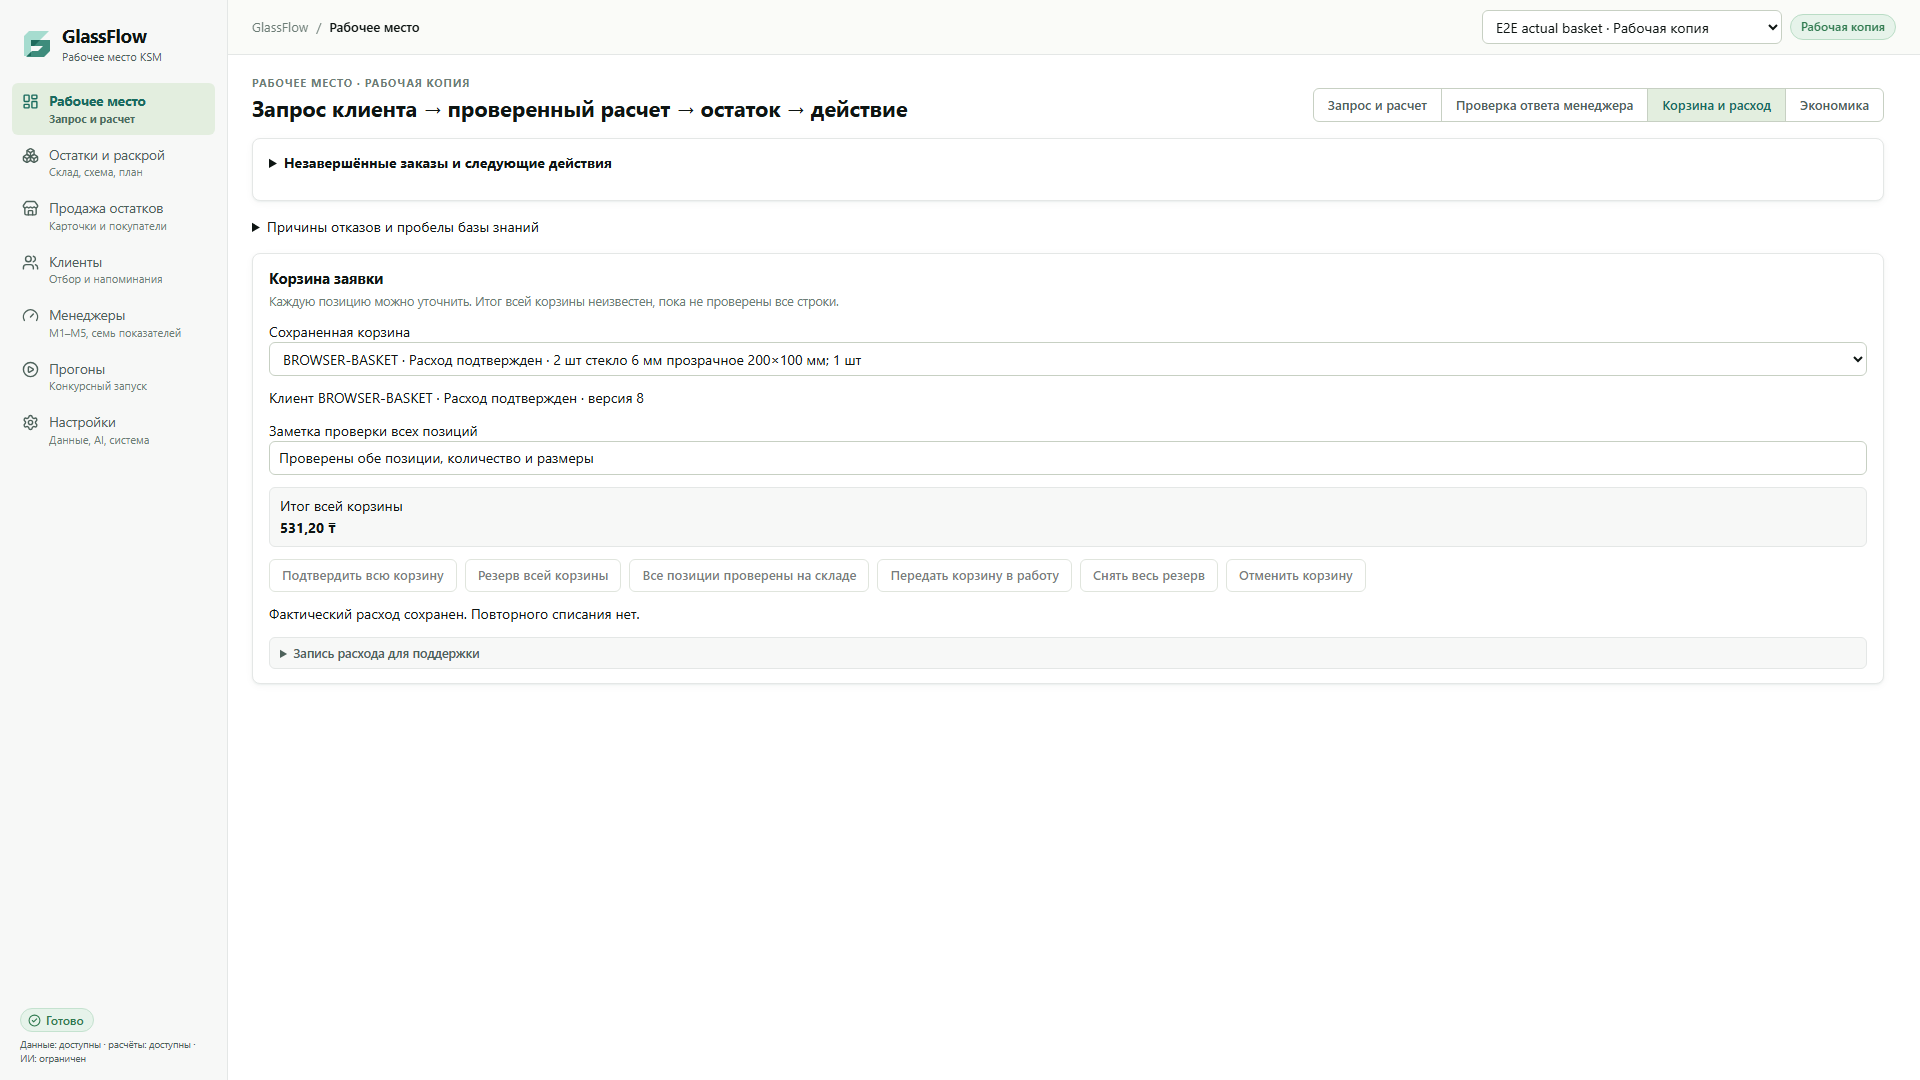 GlassFlow
Рабочее место KSM
Рабочее место
Запрос и расчет
Остатки и раскрой
Склад, схема, план
Продажа остатков
Карточки и покупатели
Клиенты
Отбор и напоминания
Менеджеры
М1–М5, семь показателей
Прогоны
Конкурсный запуск
Настройки
Данные, AI, система
Готово
Данные: доступны · расчёты: доступны ·
ИИ: ограничен
GlassFlow / Рабочее место
E2E actual basket · Рабочая копия
Рабочая копия
РАБОЧЕЕ МЕСТО · РАБОЧАЯ КОПИЯ
Запрос клиента → проверенный расчет → остаток → действие
Запрос и расчет
Проверка ответа менеджера
Корзина и расход
Экономика
Незавершённые заказы и следующие действия
Причины отказов и пробелы базы знаний
Корзина заявки
Каждую позицию можно уточнить. Итог всей корзины неизвестен, пока не проверены все строки.
Сохраненная корзина
BROWSER-BASKET · Расход подтвержден · 2 шт стекло 6 мм прозрачное 200×100 мм; 1 шт
Клиент BROWSER-BASKET · Расход подтвержден · версия 8
Заметка проверки всех позиций
Проверены обе позиции, количество и размеры
Итог всей корзины
531,20 ₸
Подтвердить всю корзину
Резерв всей корзины
Все позиции проверены на складе
Передать корзину в работу
Снять весь резерв
Отменить корзину
Фактический расход сохранен. Повторного списания нет.
Запись расхода для поддержки